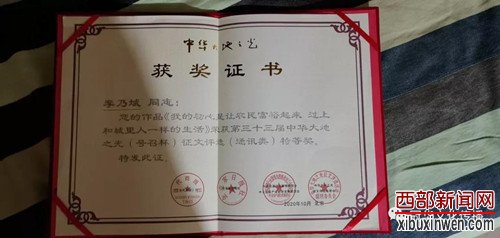 中华大地之光
获奖证书
李乃域 同志：
您的作品《我的初心是让农民富裕起来 过上
和城里人一样的生活》荣获第三十三届中华大地
之光（号召杯）征文评选（通讯类）特等奖。
特发此证
2020年10月 北京
西部新闻网
xibuxinwen.com